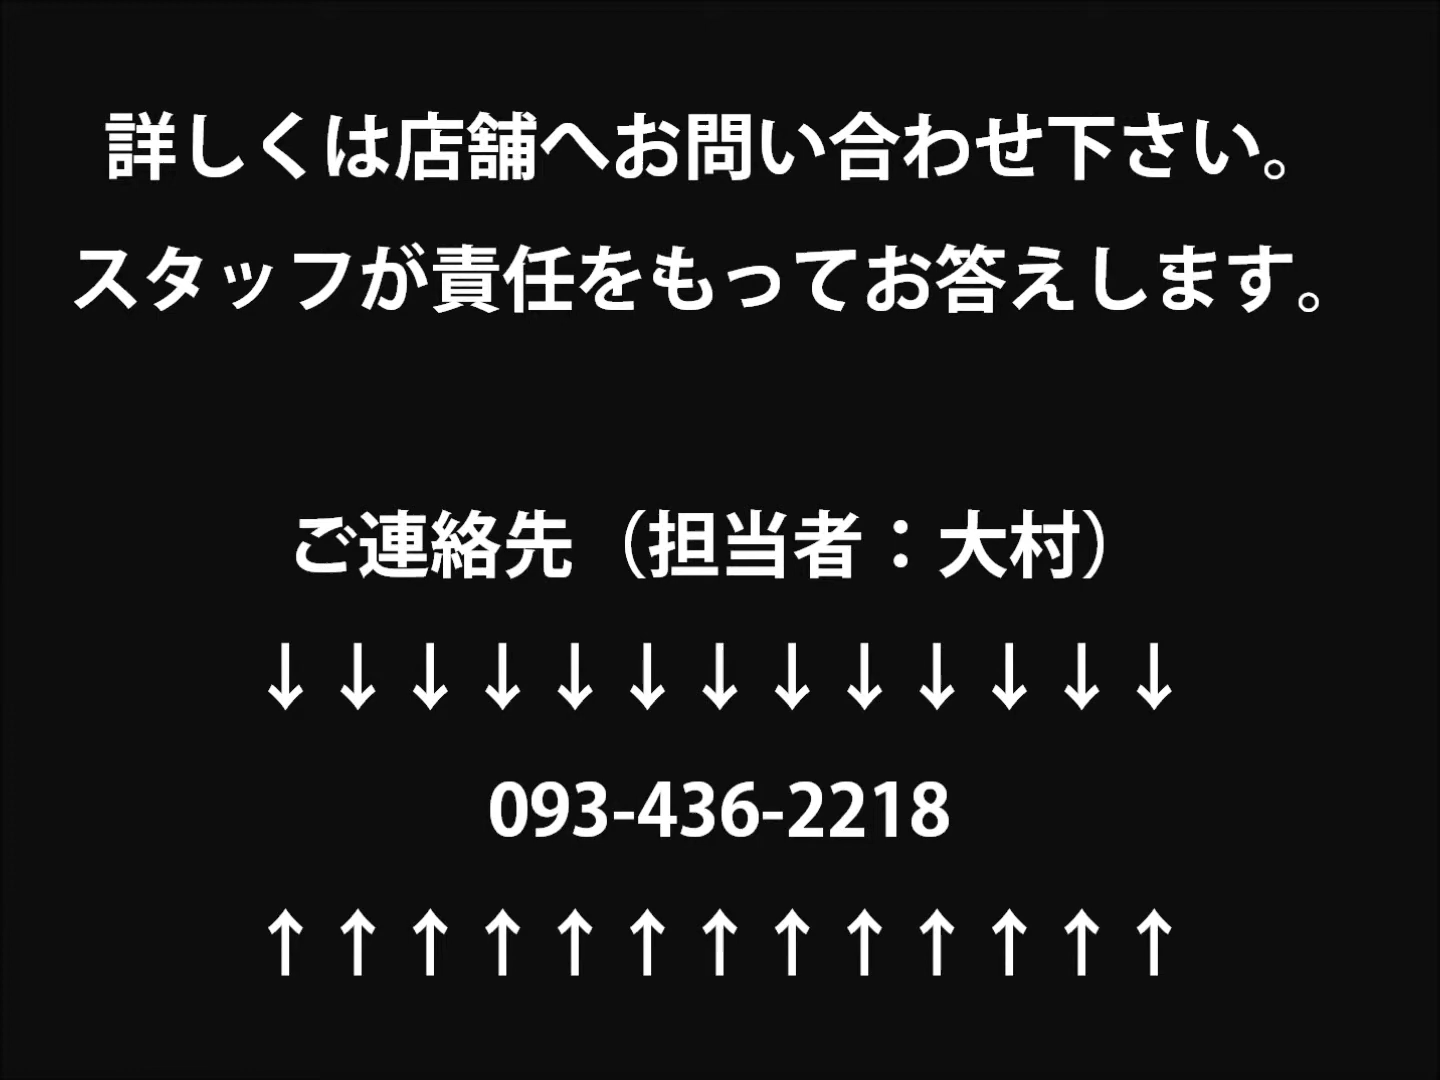 詳しくは店舗へお問い合わせ下さい。
スタッフが責任をもってお答えします。
ご連絡先（担当者：大村）
↓↓↓↓↓↓↓↓↓↓↓↓↓
093-436-2218
↑↑↑↑↑↑↑↑↑↑↑↑↑